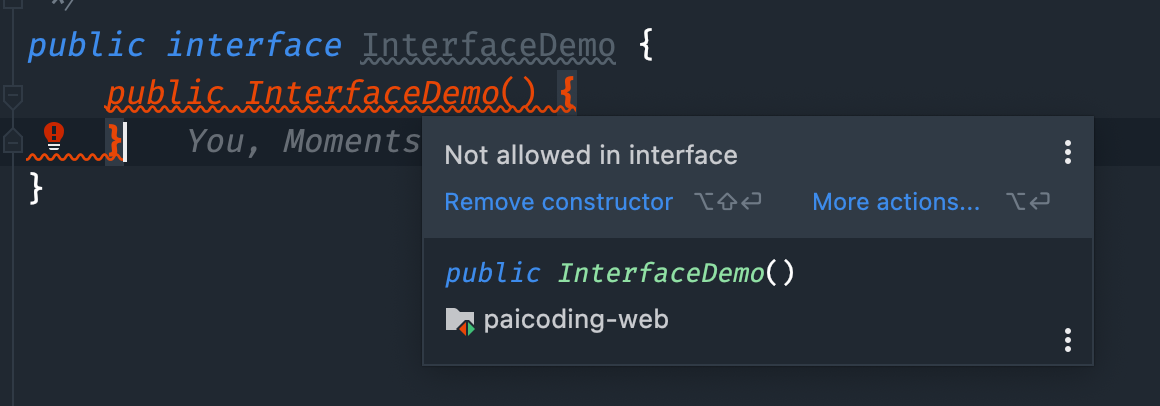 */
public interface InterfaceDemo {
public InterfaceDemo() {
} You, Moments
}
Not allowed in interface
Remove constructor ⌥⇧⏎ More actions... ⌥⏎
public InterfaceDemo()
paicoding-web